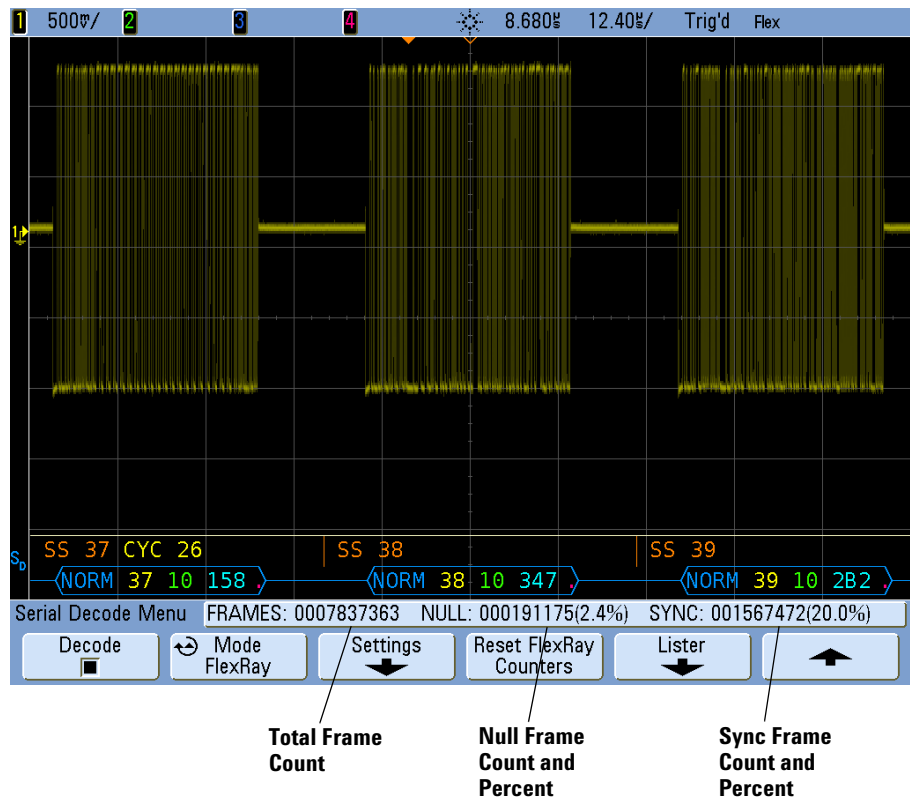 1 500mV/ 2 3 4 8.680µs 12.40µs/ Trig'd Flex
1
SS 37 CYC 26 SS 38 SS 39
SD
NORM 37 10 158 NORM 38 10 347 NORM 39 10 2B2
Serial Decode Menu FRAMES: 0007837363 NULL: 000191175(2.4%) SYNC: 001567472(20.0%)
Decode
Mode
FlexRay
Settings
Reset FlexRay
Counters
Lister
Total Frame
Count
Null Frame
Count and
Percent
Sync Frame
Count and
Percent